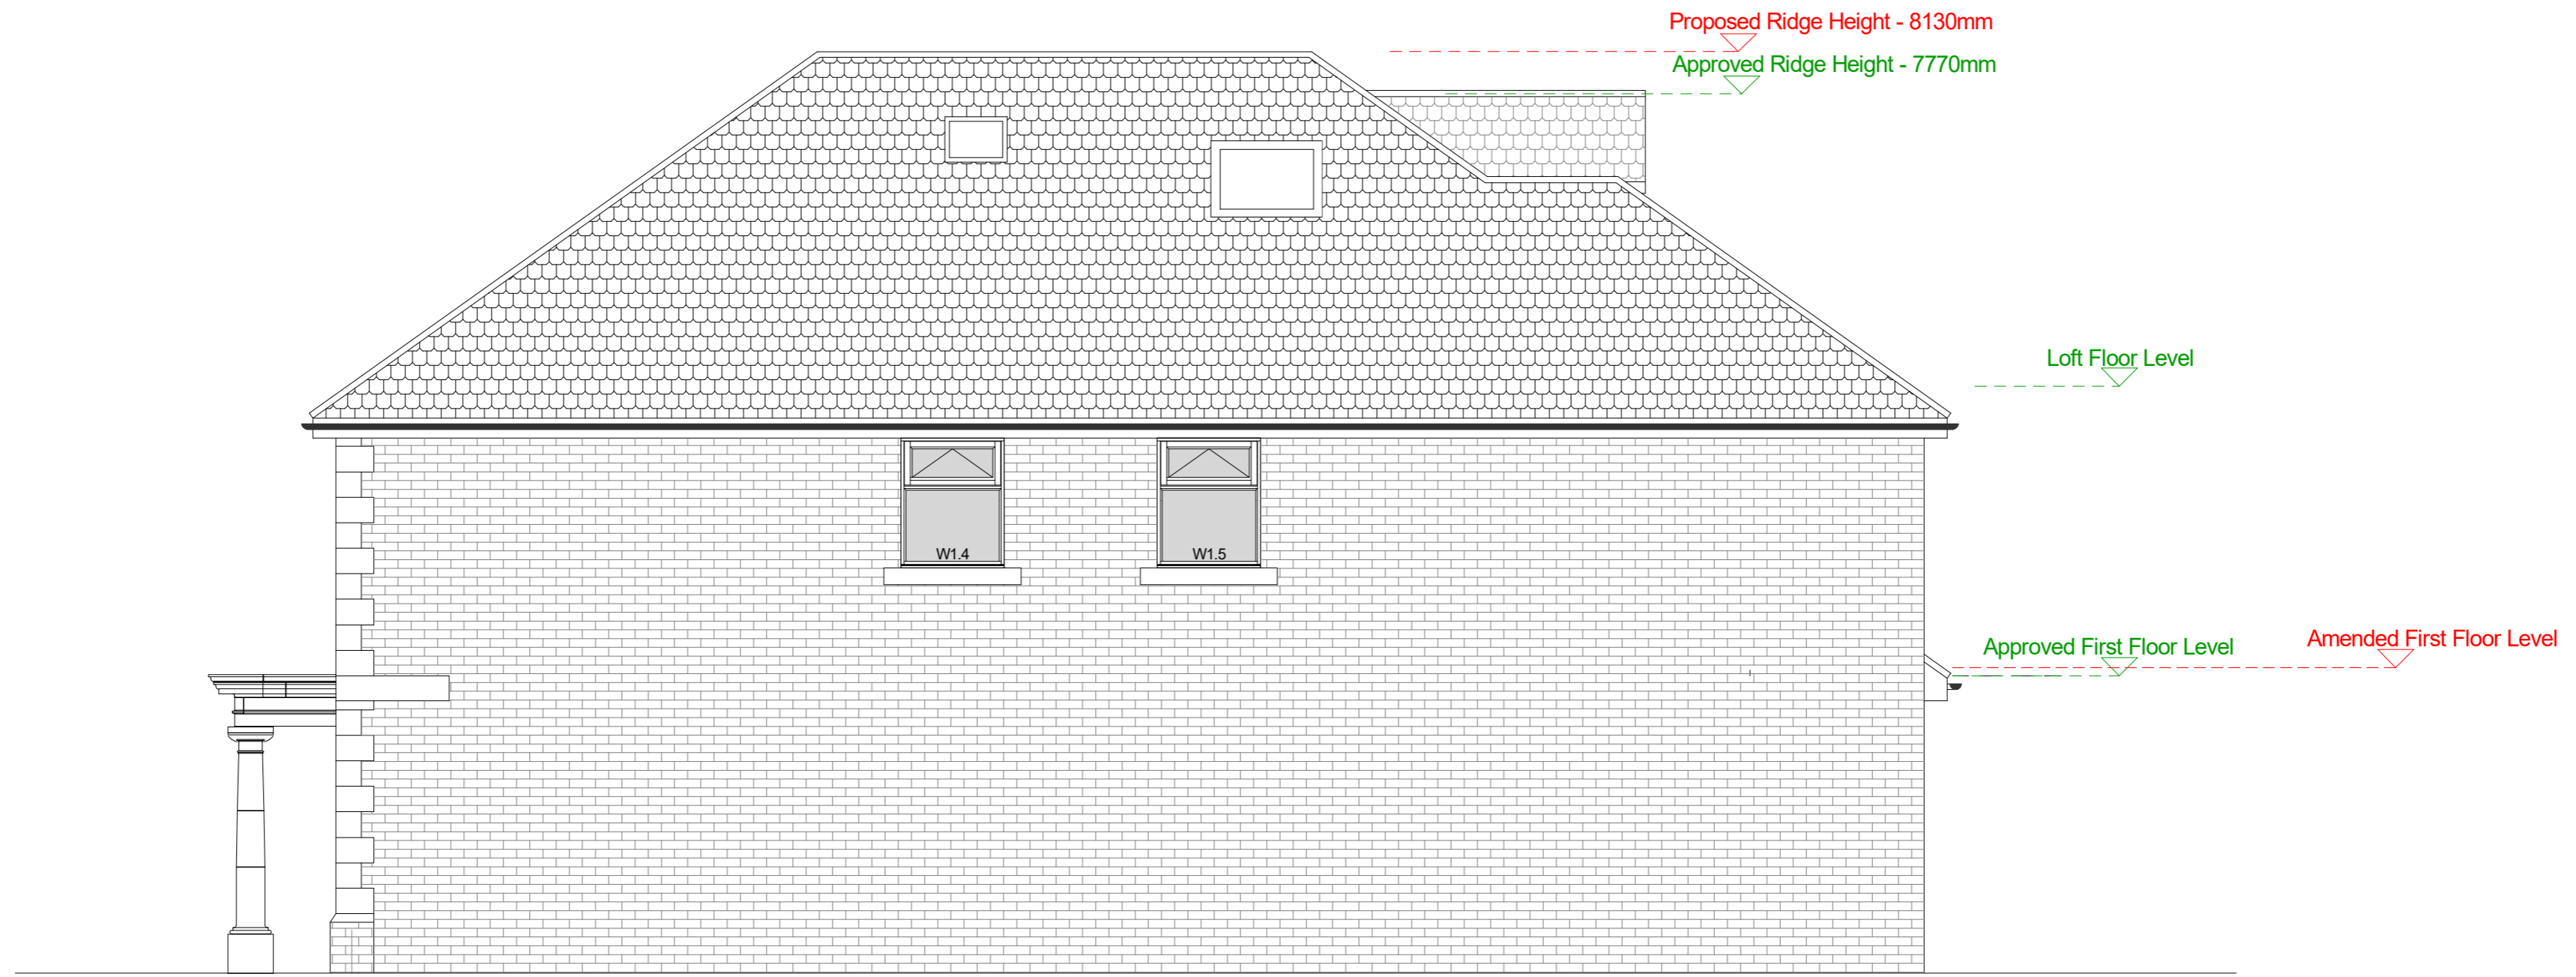 Proposed Ridge Height - 8130mm
Approved Ridge Height - 7770mm
Loft Floor Level
W1.4
W1.5
Approved First Floor Level
Amended First Floor Level